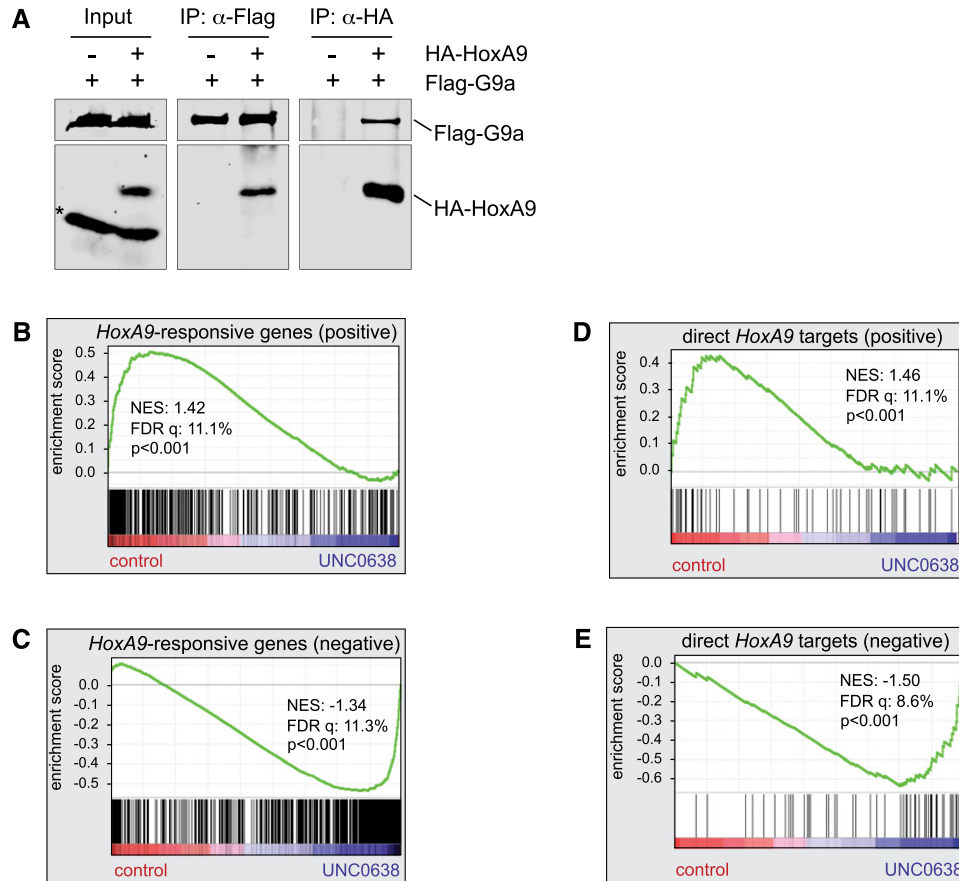 A
Input IP: α-Flag IP: α-HA
- + - + - + HA-HoxA9
+ + + + + + Flag-G9a
Flag-G9a
*
HA-HoxA9
B
HoxA9-responsive genes (positive)
enrichment score
0.5
0.4
0.3
0.2
0.1
0.0
NES: 1.42
FDR q: 11.1%
p<0.001
control UNC0638
D
direct HoxA9 targets (positive)
enrichment score
0.4
0.3
0.2
0.1
0.0
NES: 1.46
FDR q: 11.1%
p<0.001
control UNC0638
C
HoxA9-responsive genes (negative)
enrichment score
0.0
-0.1
-0.2
-0.3
-0.4
-0.5
NES: -1.34
FDR q: 11.3%
p<0.001
control UNC0638
E
direct HoxA9 targets (negative)
enrichment score
0.0
-0.1
-0.2
-0.3
-0.4
-0.5
-0.6
NES: -1.50
FDR q: 8.6%
p<0.001
control UNC0638